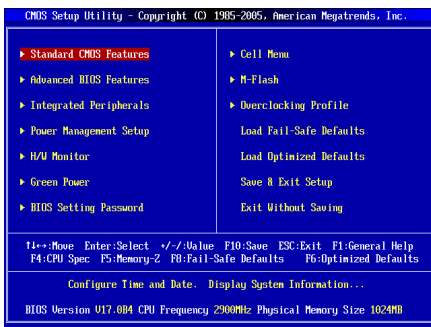 CMOS Setup Utility - Copyright (C) 1985-2005, American Megatrends, Inc.
▶ Standard CMOS Features
▶ Advanced BIOS Features
▶ Integrated Peripherals
▶ Power Management Setup
▶ H/W Monitor
▶ Green Power
▶ BIOS Setting Password
▶ Cell Menu
▶ M-Flash
▶ Overclocking Profile
Load Fail-Safe Defaults
Load Optimized Defaults
Save & Exit Setup
Exit Without Saving
↑↓↔:Move Enter:Select +/-/:Value F10:Save ESC:Exit F1:General Help
F4:CPU Spec F5:Memory-Z F8:Fail-Safe Defaults F6:Optimized Defaults
Configure Time and Date. Display System Information...
BIOS Version V17.0B4 CPU Frequency 2900MHz Physical Memory Size 1024MB